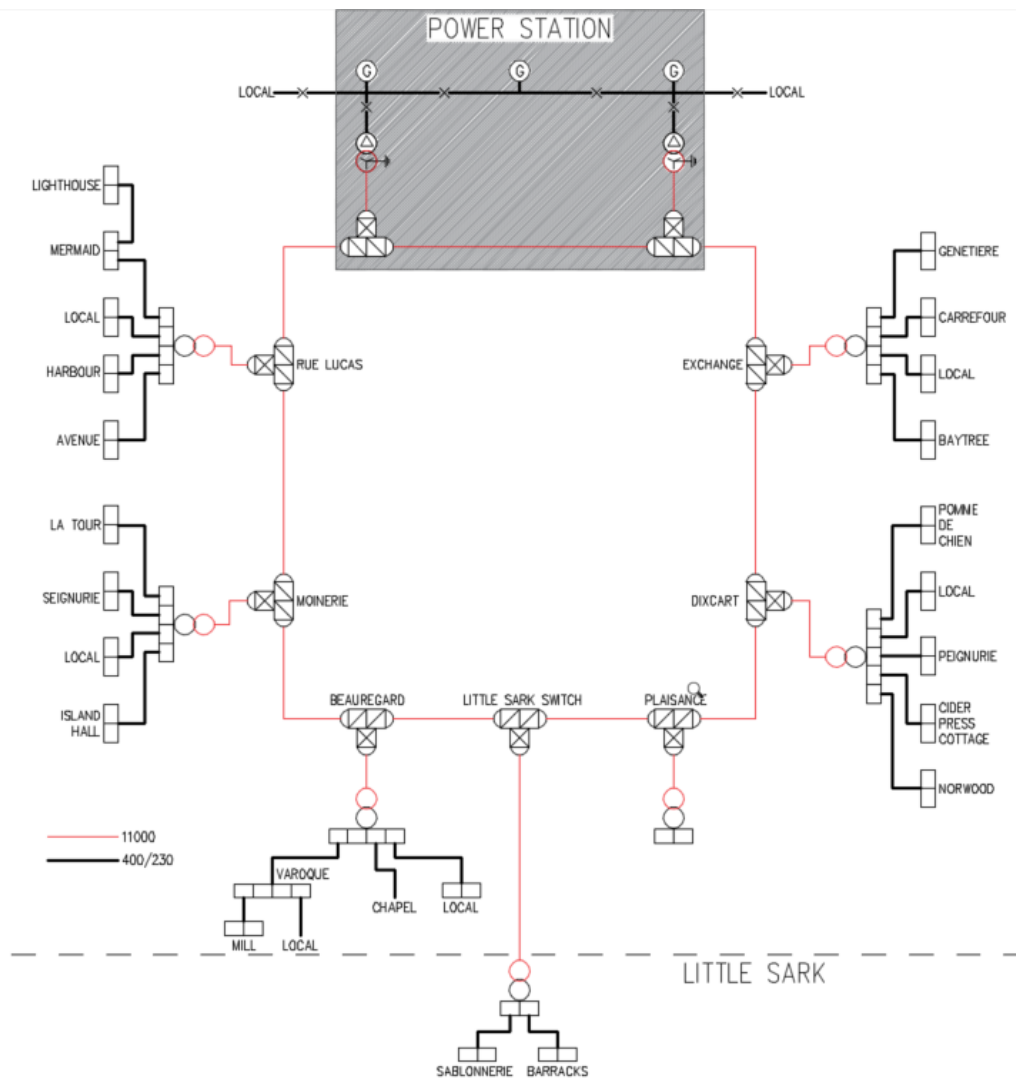 POWER STATION
G
G
G
LOCAL
LOCAL
LIGHTHOUSE
MERMAID
LOCAL
HARBOUR
AVENUE
RUE LUCAS
EXCHANGE
GENETIERE
CARREFOUR
LOCAL
BAYTREE
LA TOUR
SEIGNURIE
LOCAL
ISLAND
HALL
MOINERIE
DIXCART
POMME
DE
CHIEN
LOCAL
PEIGNURIE
CIDER
PRESS
COTTAGE
NORWOOD
BEAUREGARD
LITTLE SARK SWITCH
PLAISANCE
11000
400/230
VAROQUE
CHAPEL
LOCAL
MILL
LOCAL
LITTLE SARK
SABLONNERIE
BARRACKS